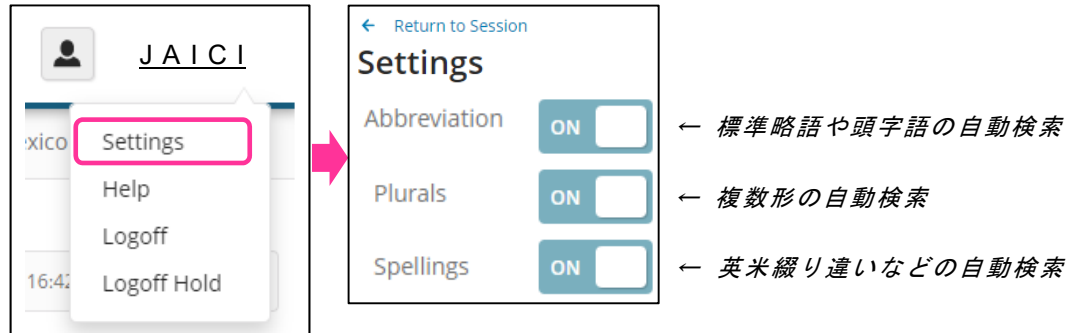 JAICI
xico
Settings
Help
Logoff
16:42
Logoff Hold
← Return to Session
Settings
Abbreviation ON ← 標準略語や頭字語の自動検索
Plurals ON ← 複数形の自動検索
Spellings ON ← 英米綴り違いなどの自動検索